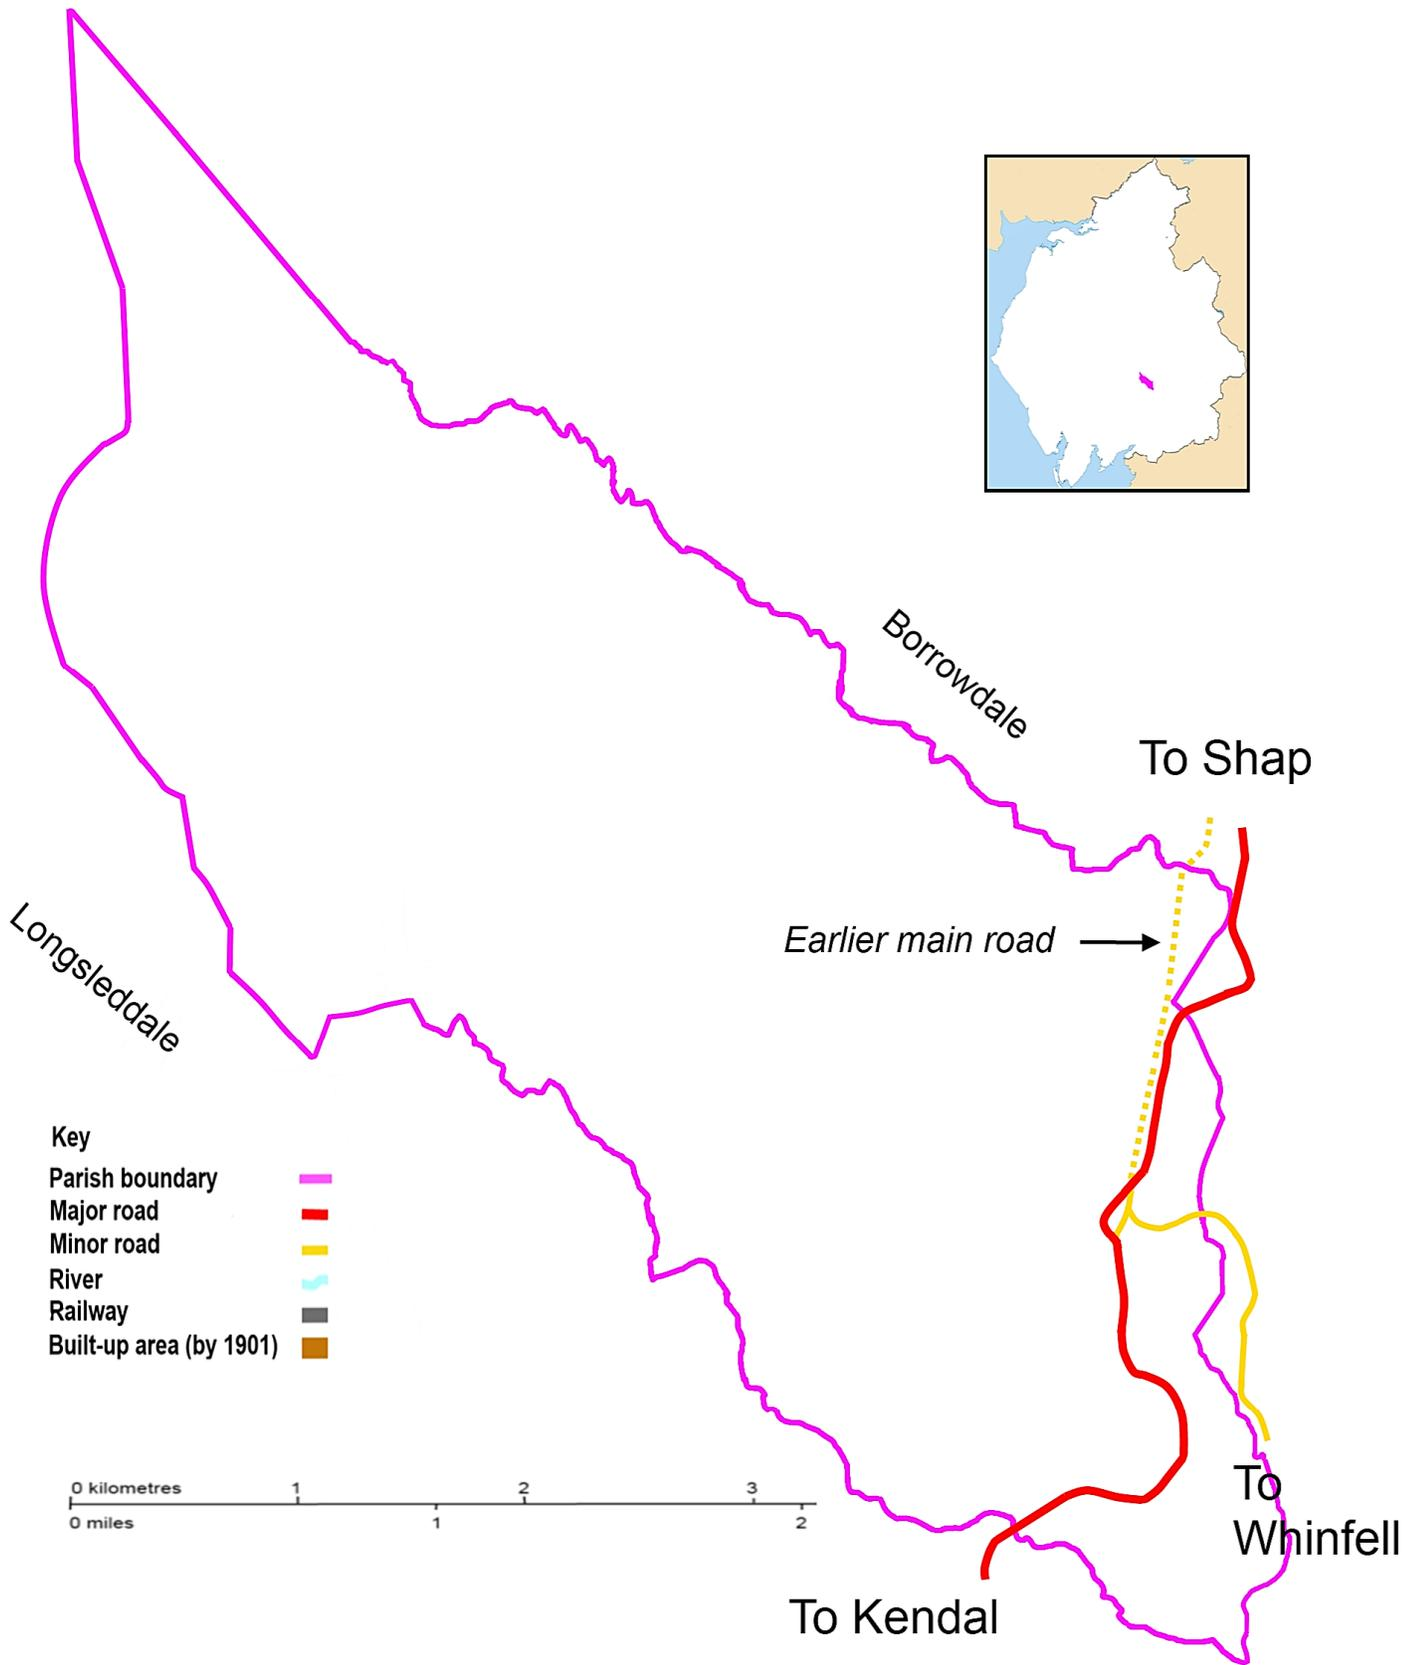 Borrowdale
To Shap
Earlier main road
Longsleddale
Key
Parish boundary
Major road
Minor road
River
Railway
Built-up area (by 1901)
0 kilometres 1 2 3
0 miles 1 2
To
Whinfell
To Kendal